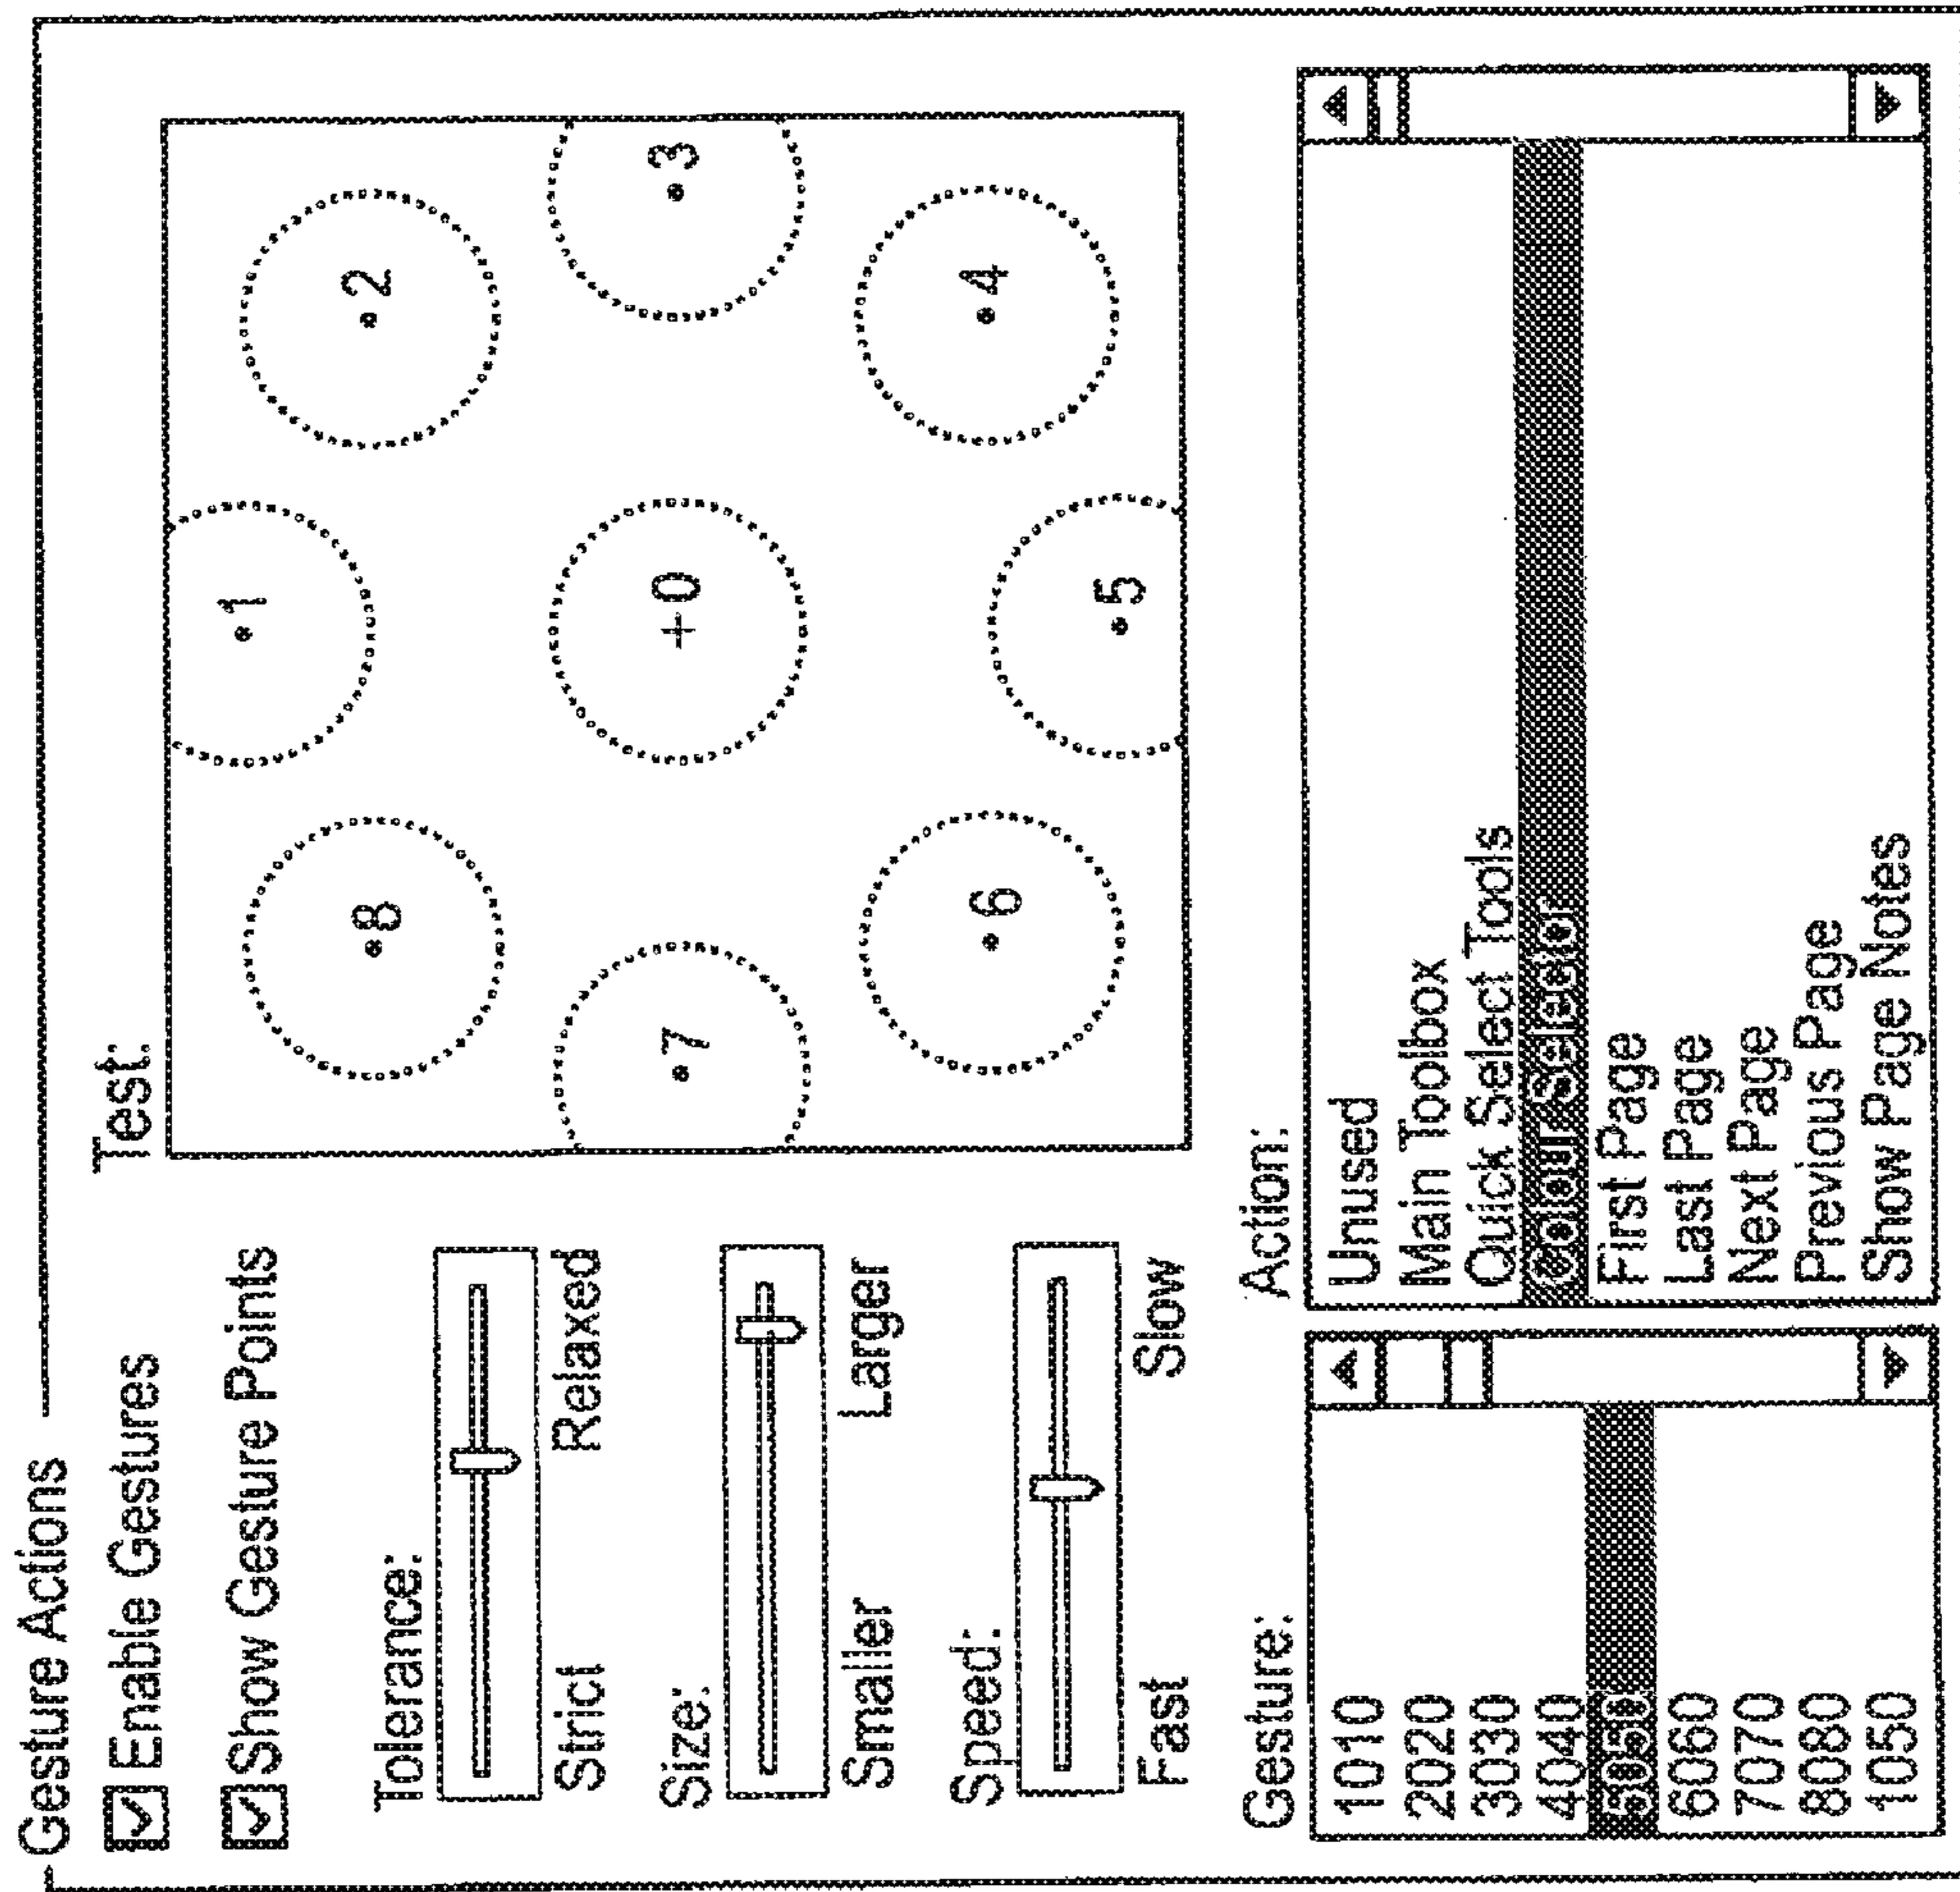 Gesture Actions
Enable Gestures
Show Gesture Points
Tolerance:
Strict Relaxed
Size:
Smaller Larger
Speed:
Fast Slow
Test:
1
2
3
4
5
6
7
8
+0
Gesture:
1010
2020
3030
4040
5050
6060
7070
8080
1050
Action:
Unused
Main Toolbox
Quick Select Tools
Colour Selector
First Page
Last Page
Next Page
Previous Page
Show Page Notes